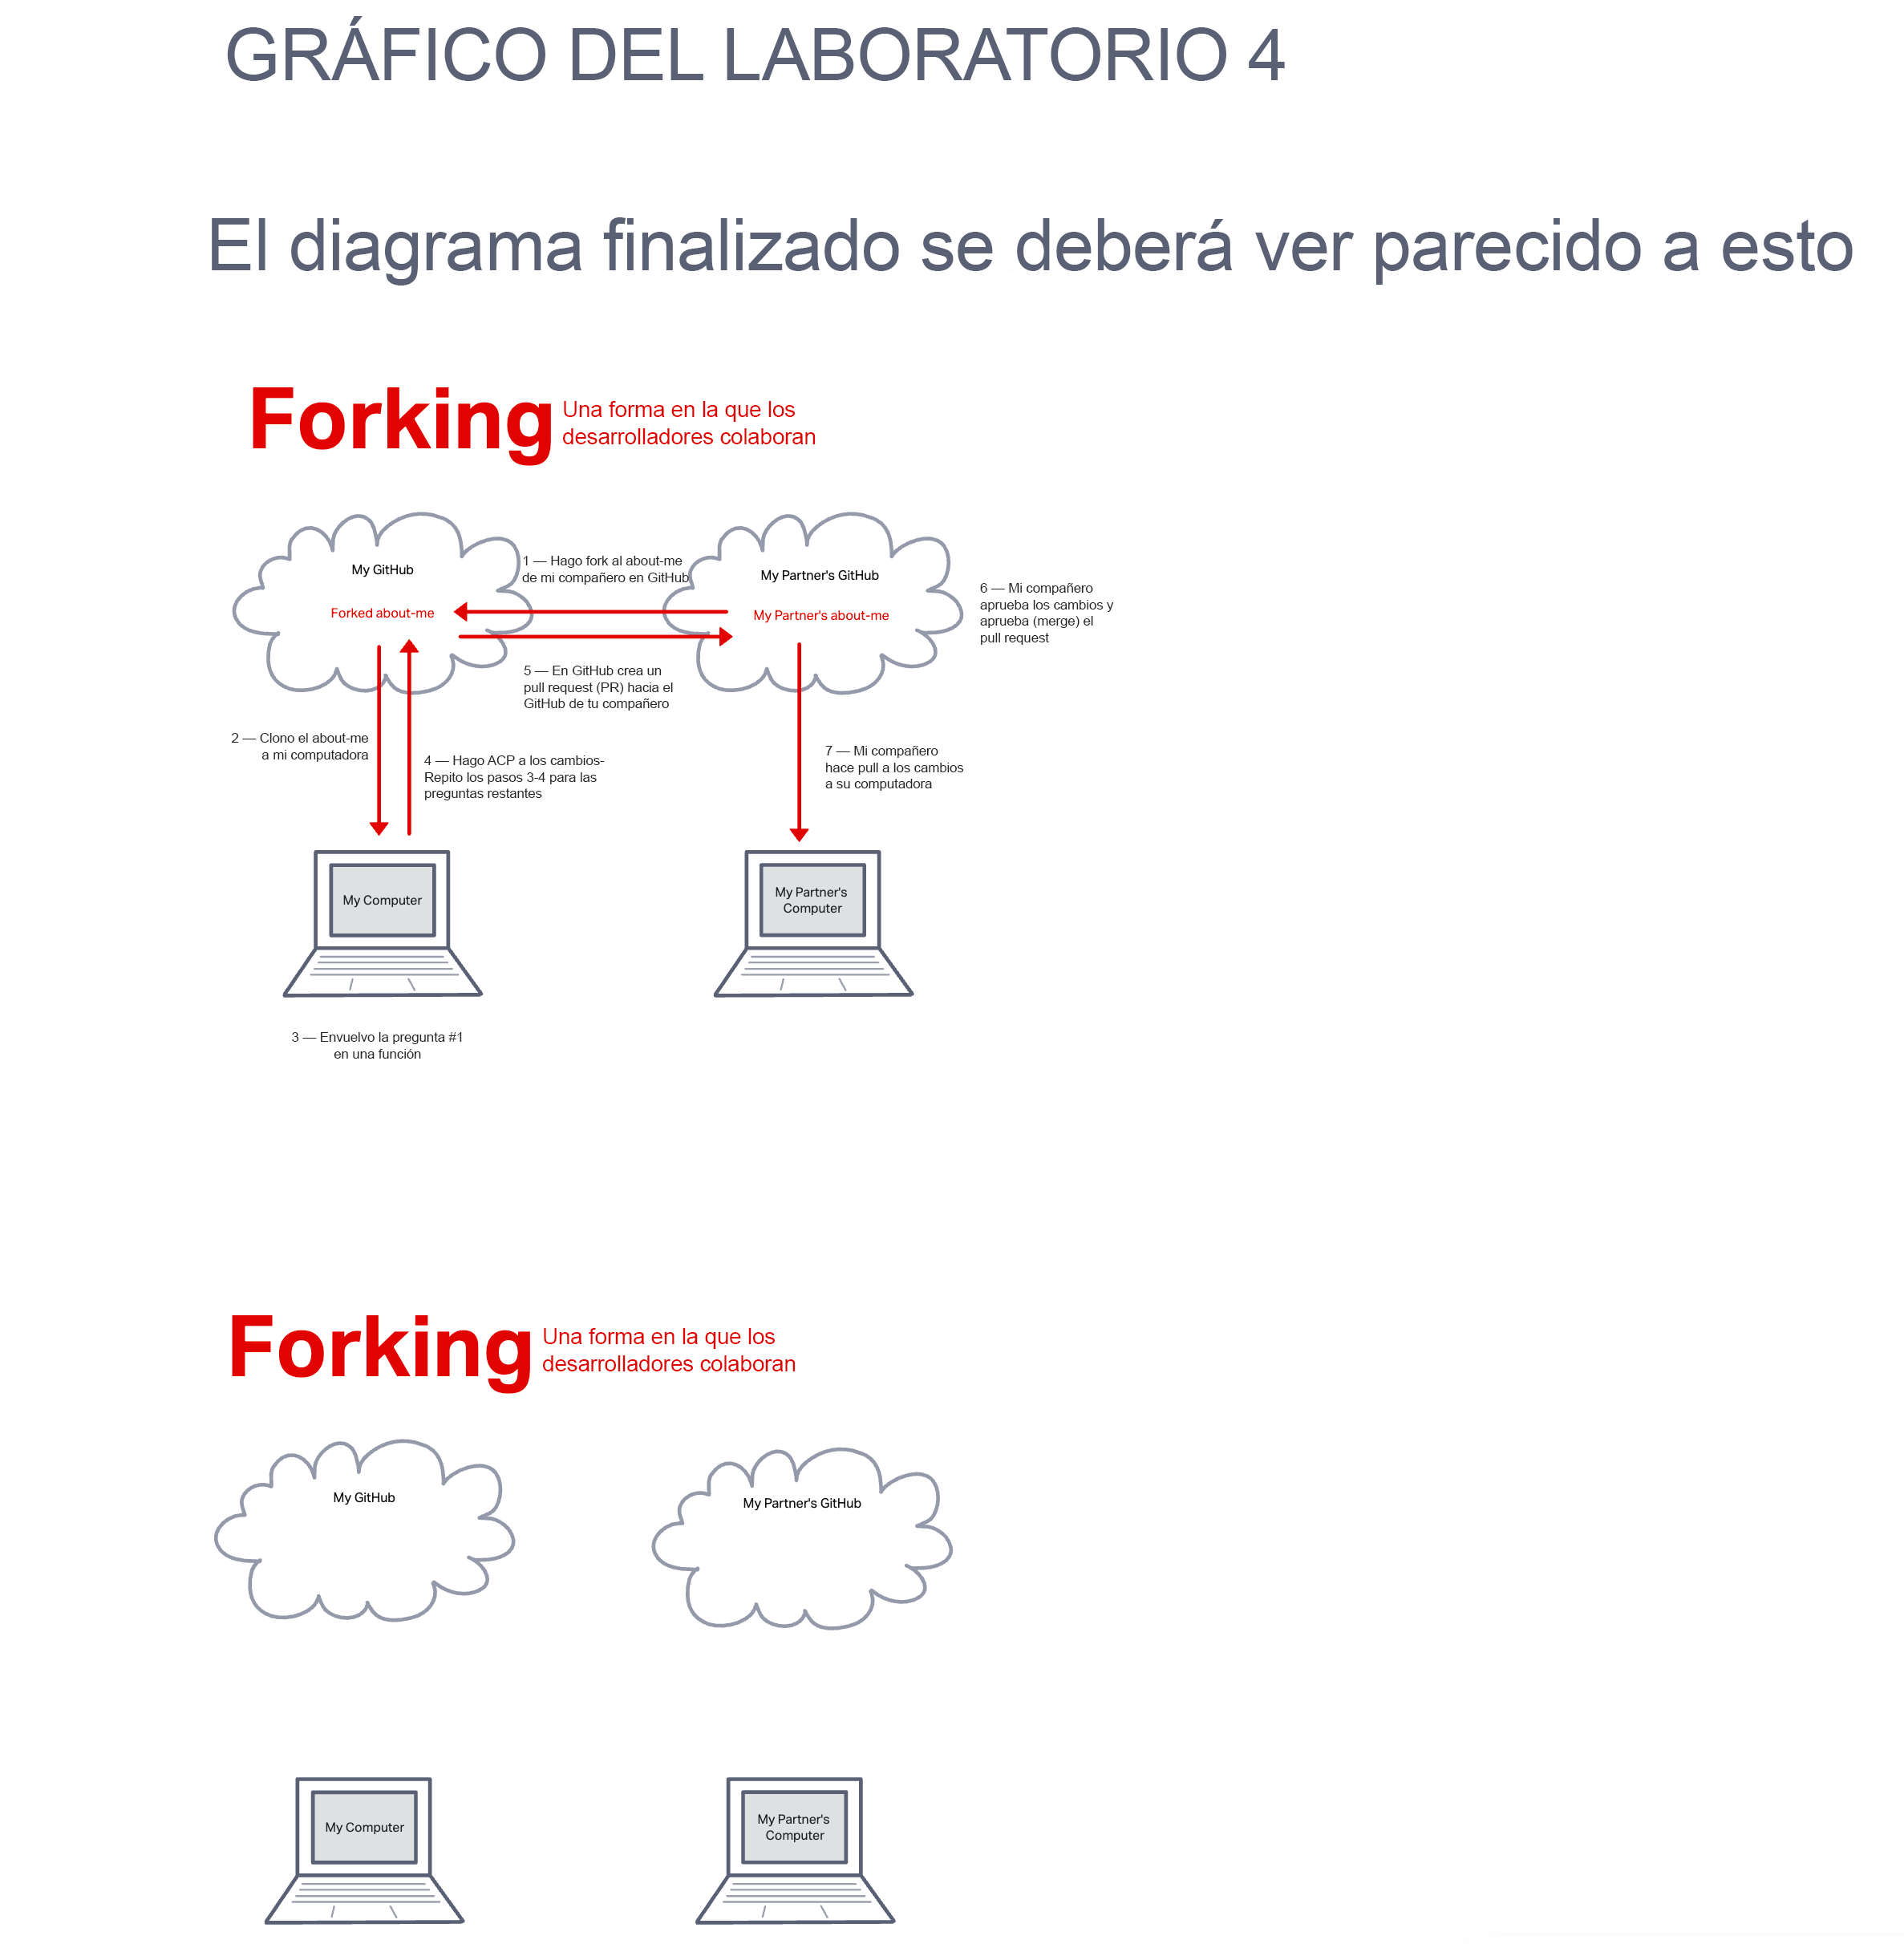 GRÁFICO DEL LABORATORIO 4
El diagrama finalizado se deberá ver parecido a esto
Forking
Una forma en la que los
desarrolladores colaboran
My GitHub
Forked about-me
1 — Hago fork al about-me
de mi compañero en GitHub
My Partner's GitHub
My Partner's about-me
6 — Mi compañero
aprueba los cambios y
aprueba (merge) el
pull request
5 — En GitHub crea un
pull request (PR) hacia el
GitHub de tu compañero
2 — Clono el about-me
a mi computadora
4 — Hago ACP a los cambios-
Repito los pasos 3-4 para las
preguntas restantes
7 — Mi compañero
hace pull a los cambios
a su computadora
My Computer
My Partner's
Computer
3 — Envuelvo la pregunta #1
en una función
Forking
Una forma en la que los
desarrolladores colaboran
My GitHub
My Partner's GitHub
My Computer
My Partner's
Computer